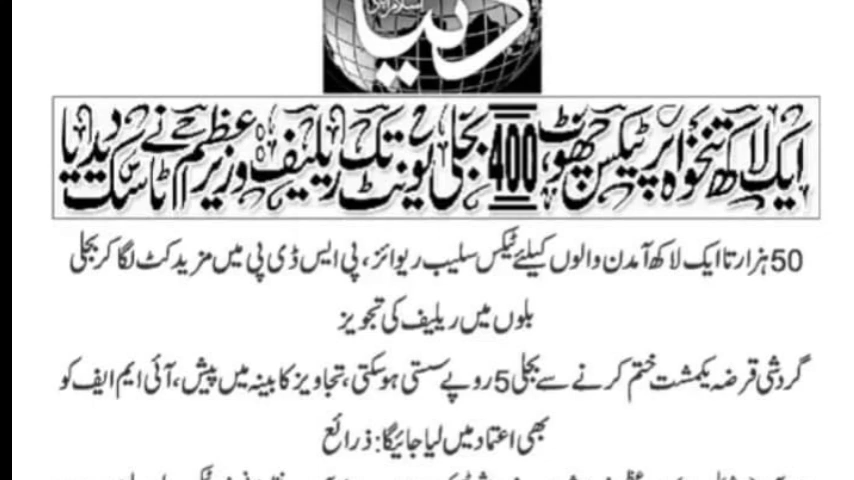 دنیا
اسلام آباد
ایک لاکھ تنخواہ پر ٹیکس چھوٹ، 400 بجلی یونٹ تک ریلیف، وزیراعظم نے ٹاسک دیدیا
50 ہزار تا ایک لاکھ آمدن والوں کیلئے ٹیکس سلیب ریوائز، پی ایس ڈی پی میں مزید کٹ لگا کر بجلی
بلوں میں ریلیف کی تجویز
گردشی قرضہ یکمشت ختم کرنے سے بجلی 5 روپے سستی ہوسکتی، تجاویز کابینہ میں پیش، آئی ایم ایف کو
بھی اعتماد میں لیا جائیگا: ذرائع